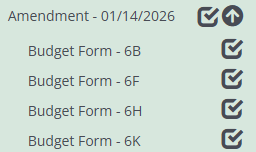 Amendment - 01/14/2026
Budget Form - 6B
Budget Form - 6F
Budget Form - 6H
Budget Form - 6K